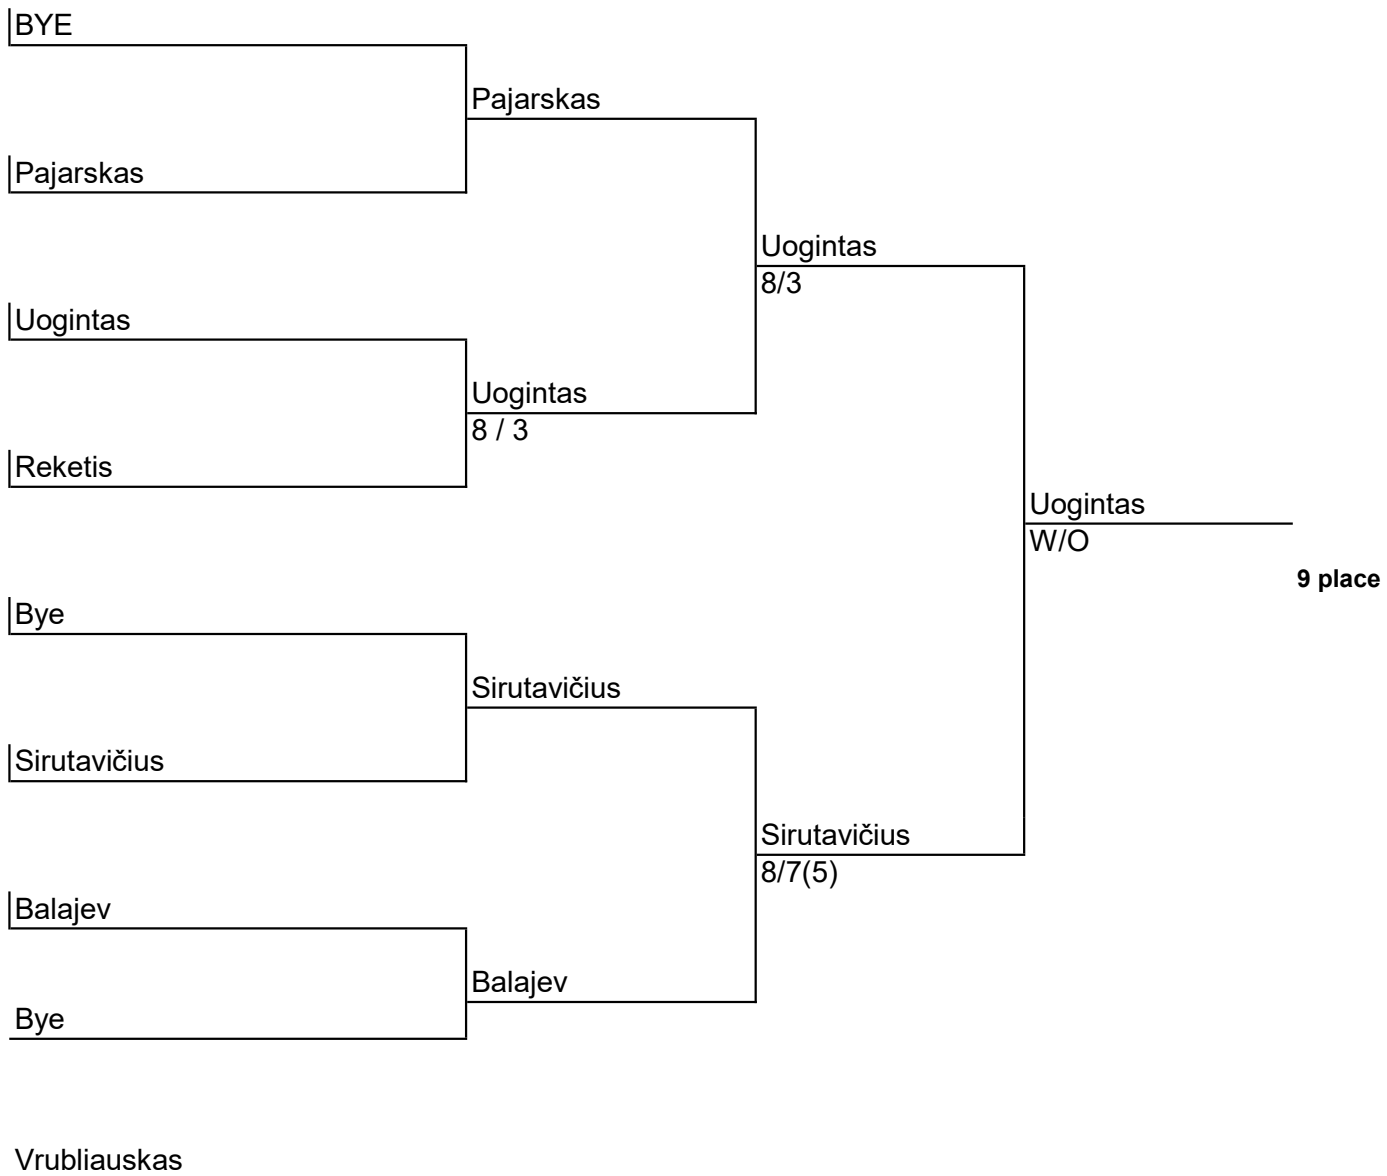 BYE
Pajarskas
Pajarskas
Uogintas
8/3
Uogintas
Uogintas
8 / 3
Reketis
Uogintas
W/O
9 place
Bye
Sirutavičius
Sirutavičius
Sirutavičius
8/7(5)
Balajev
Balajev
Bye
Vrubliauskas